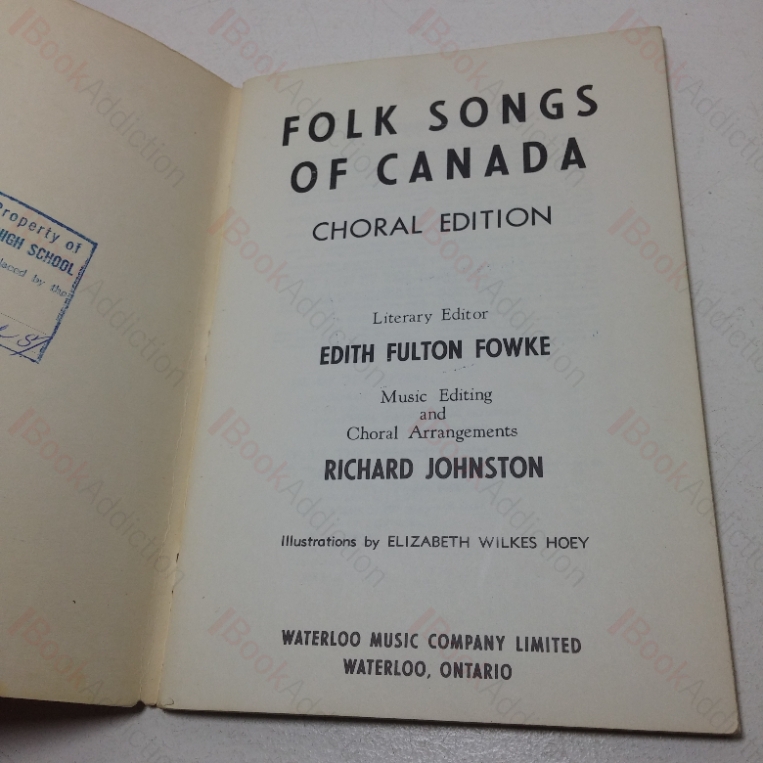 Property of
HIGH SCHOOL
by the
FOLK SONGS
OF CANADA
CHORAL EDITION
Literary Editor
EDITH FULTON FOWKE
Music Editing
and
Choral Arrangements
RICHARD JOHNSTON
Illustrations by ELIZABETH WILKES HOEY
WATERLOO MUSIC COMPANY LIMITED
WATERLOO, ONTARIO
BookAddiction